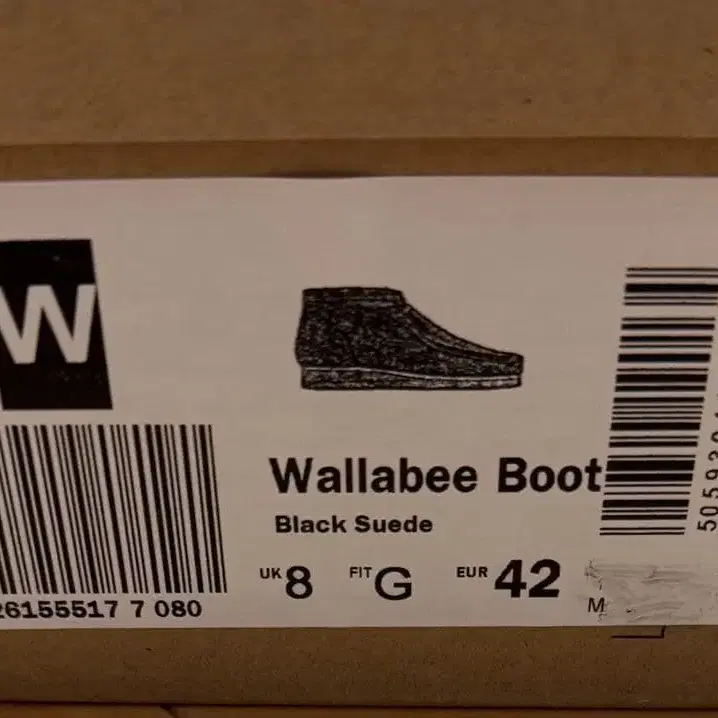 W
Wallabee Boot
Black Suede
UK 8 FIT G EUR 42
M
26155517 7 080